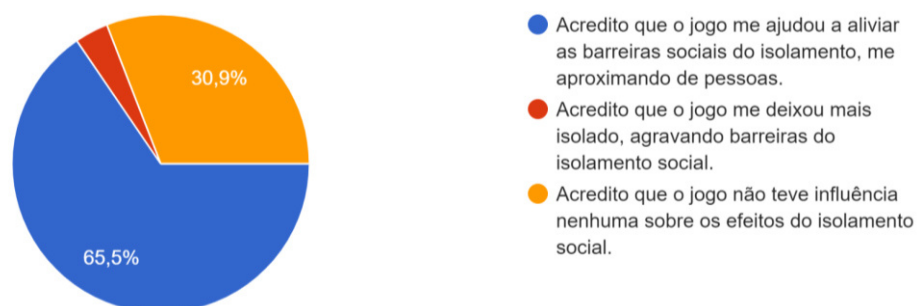 30,9%
65,5%
Acredito que o jogo me ajudou a aliviar
as barreiras sociais do isolamento, me
aproximando de pessoas.
Acredito que o jogo me deixou mais
isolado, agravando barreiras do
isolamento social.
Acredito que o jogo não teve influência
nenhuma sobre os efeitos do isolamento
social.